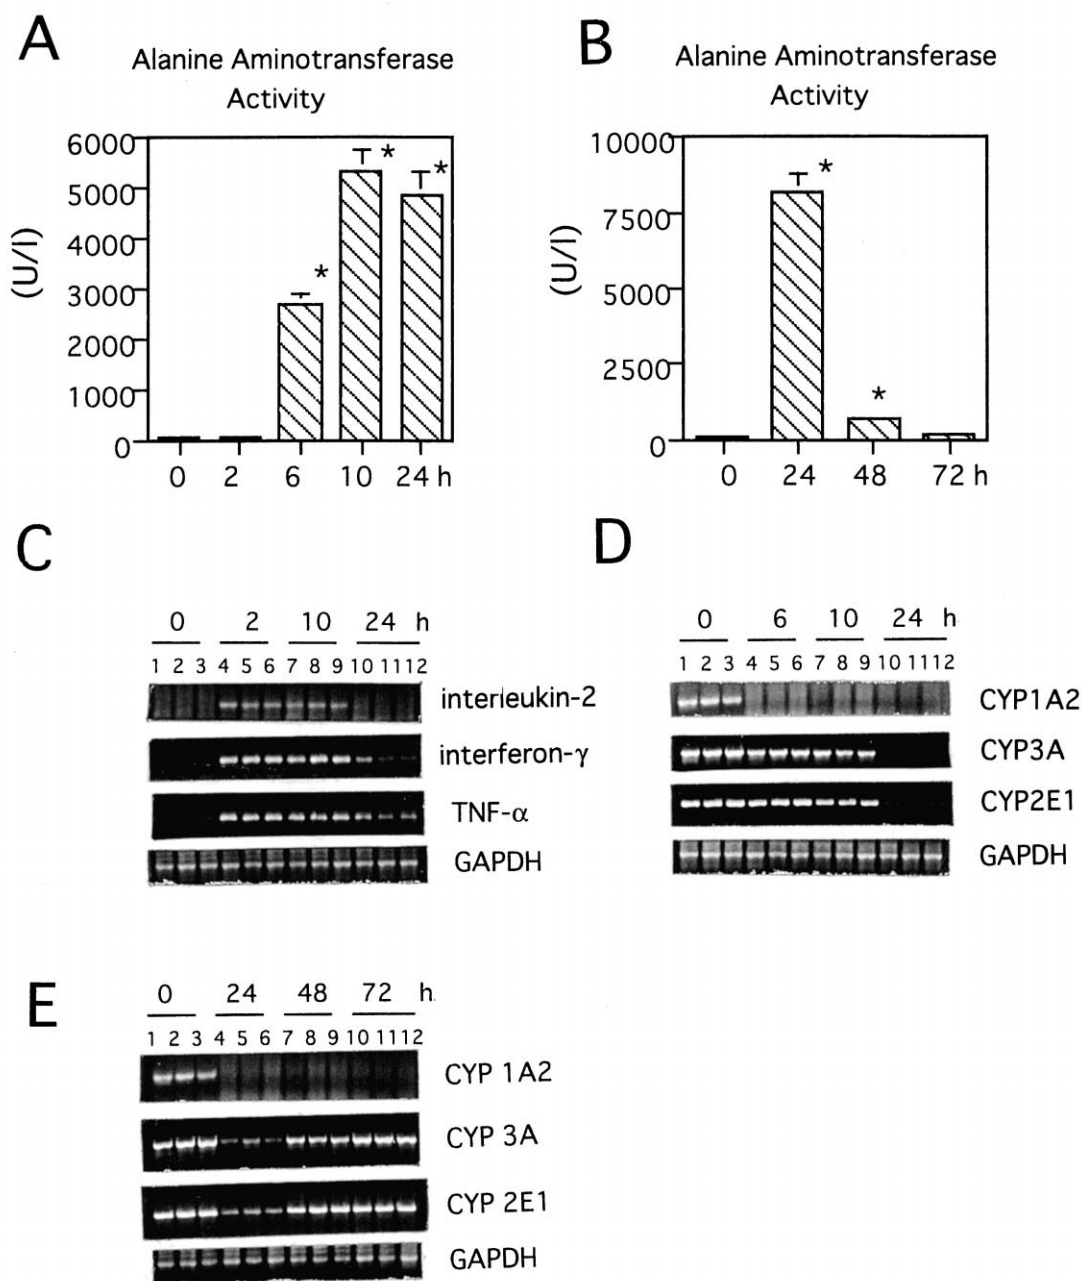 A
Alanine Aminotransferase
Activity
(U/l)
6000
5000
4000
3000
2000
1000
0
*
*
*
0 2 6 10 24 h
B
Alanine Aminotransferase
Activity
(U/l)
10000
7500
5000
2500
0
*
*
0 24 48 72 h
C
0 2 10 24 h
1 2 3 4 5 6 7 8 9 10 11 12
interleukin-2
interferon-γ
TNF-α
GAPDH
D
0 6 10 24 h
1 2 3 4 5 6 7 8 9 10 11 12
CYP1A2
CYP3A
CYP2E1
GAPDH
E
0 24 48 72 h
1 2 3 4 5 6 7 8 9 10 11 12
CYP 1A2
CYP 3A
CYP 2E1
GAPDH